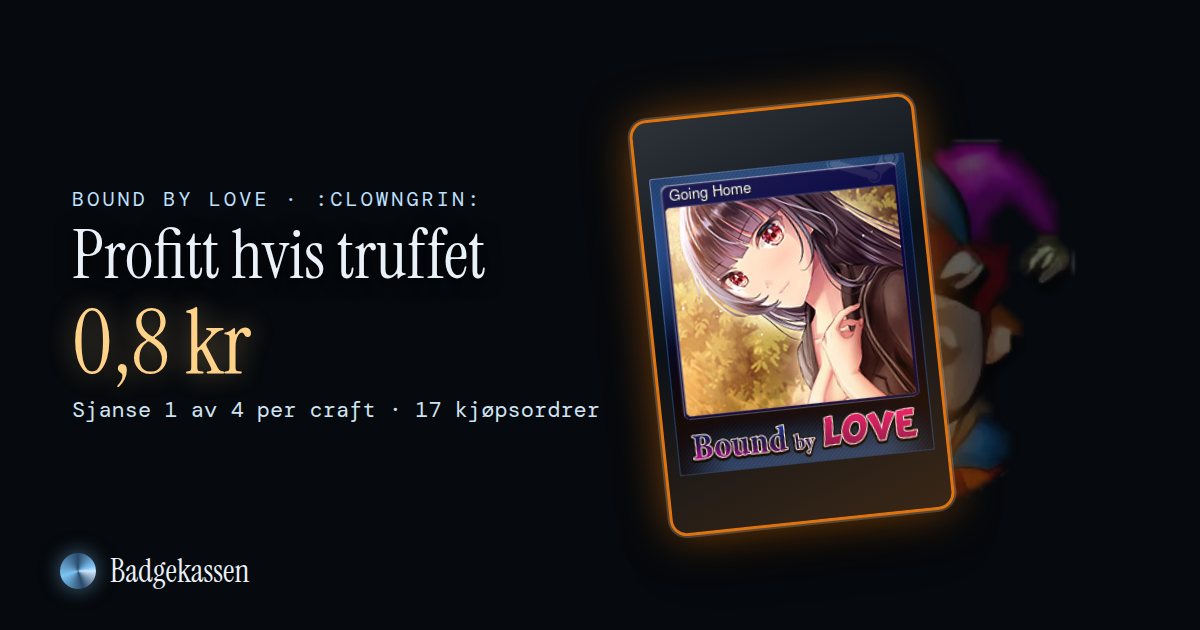 BOUND BY LOVE · :CLOWNGRIN:
Profitt hvis truffet
0,8 kr
Sjanse 1 av 4 per craft · 17 kjøpsordrer
Going Home
Bound by LOVE
Badgekassen